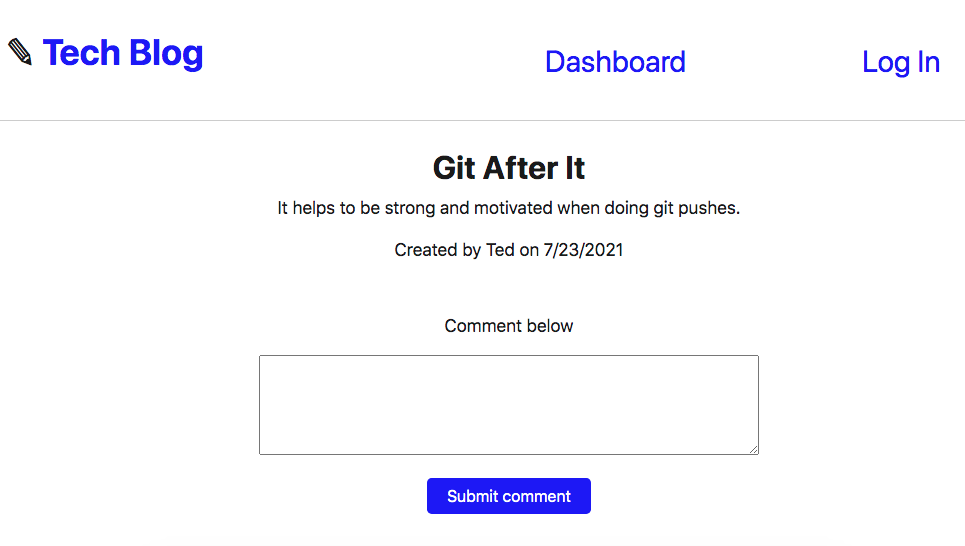 ✎ Tech Blog
Dashboard
Log In
Git After It
It helps to be strong and motivated when doing git pushes.
Created by Ted on 7/23/2021
Comment below
Submit comment